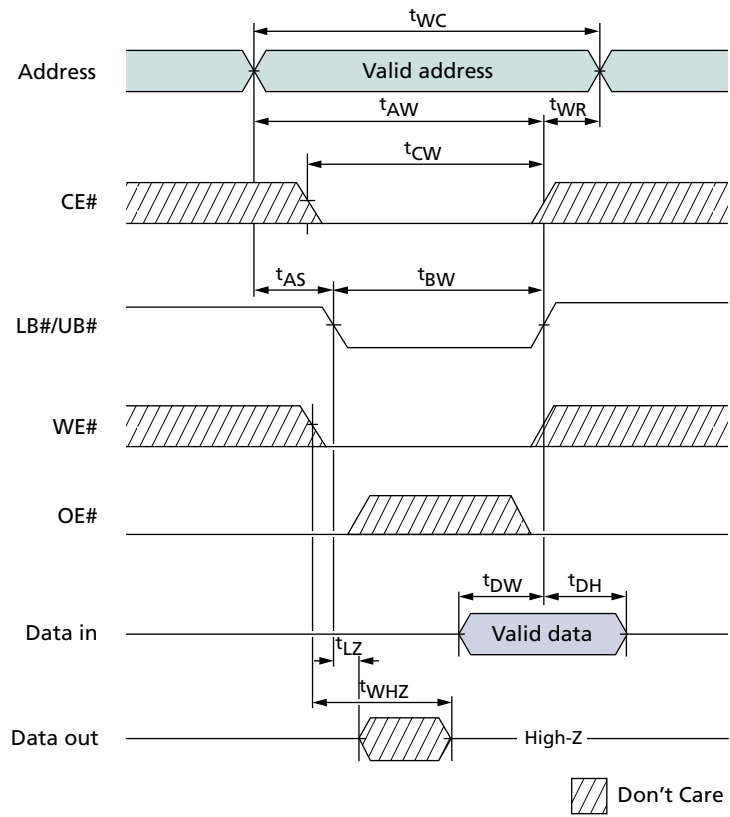 tWC
Address
Valid address
tAW
tWR
tCW
CE#
tAS
tBW
LB#/UB#
WE#
OE#
tDW
tDH
Data in
Valid data
tLZ
tWHZ
Data out
High-Z
Don't Care